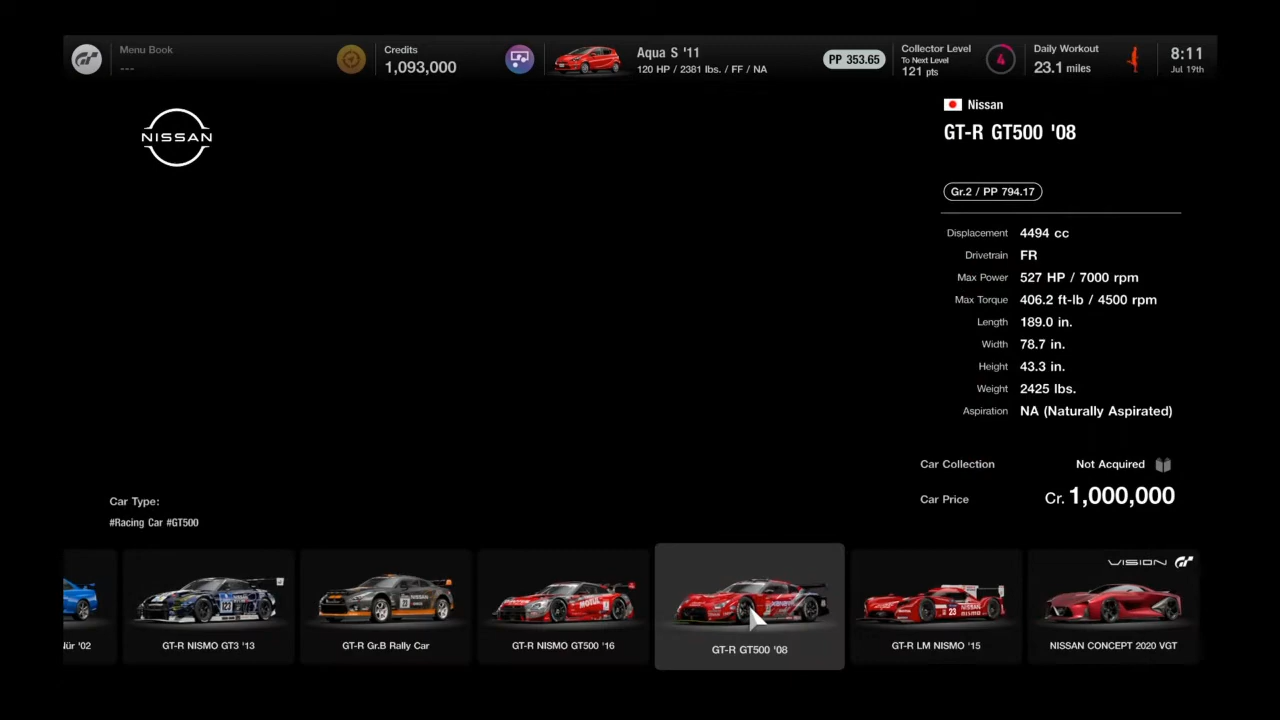 Menu Book
---
Credits
1,093,000
Aqua S '11
120 HP / 2381 lbs. / FF / NA
PP 353.65
Collector Level
To Next Level
121 pts
4
Daily Workout
23.1 miles
8:11
Jul 19th
NISSAN
Nissan
GT-R GT500 '08
Gr.2 / PP 794.17
Displacement 4494 cc
Drivetrain FR
Max Power 527 HP / 7000 rpm
Max Torque 406.2 ft-lb / 4500 rpm
Length 189.0 in.
Width 78.7 in.
Height 43.3 in.
Weight 2425 lbs.
Aspiration NA (Naturally Aspirated)
Car Collection Not Acquired
Car Price Cr. 1,000,000
Car Type:
#Racing Car #GT500
Nür '02
GT-R NISMO GT3 '13
GT-R Gr.B Rally Car
MOTUL
GT-R NISMO GT500 '16
GT-R GT500 '08
23
NISSAN
GT-R LM NISMO '15
VISION GT
NISSAN CONCEPT 2020 VGT